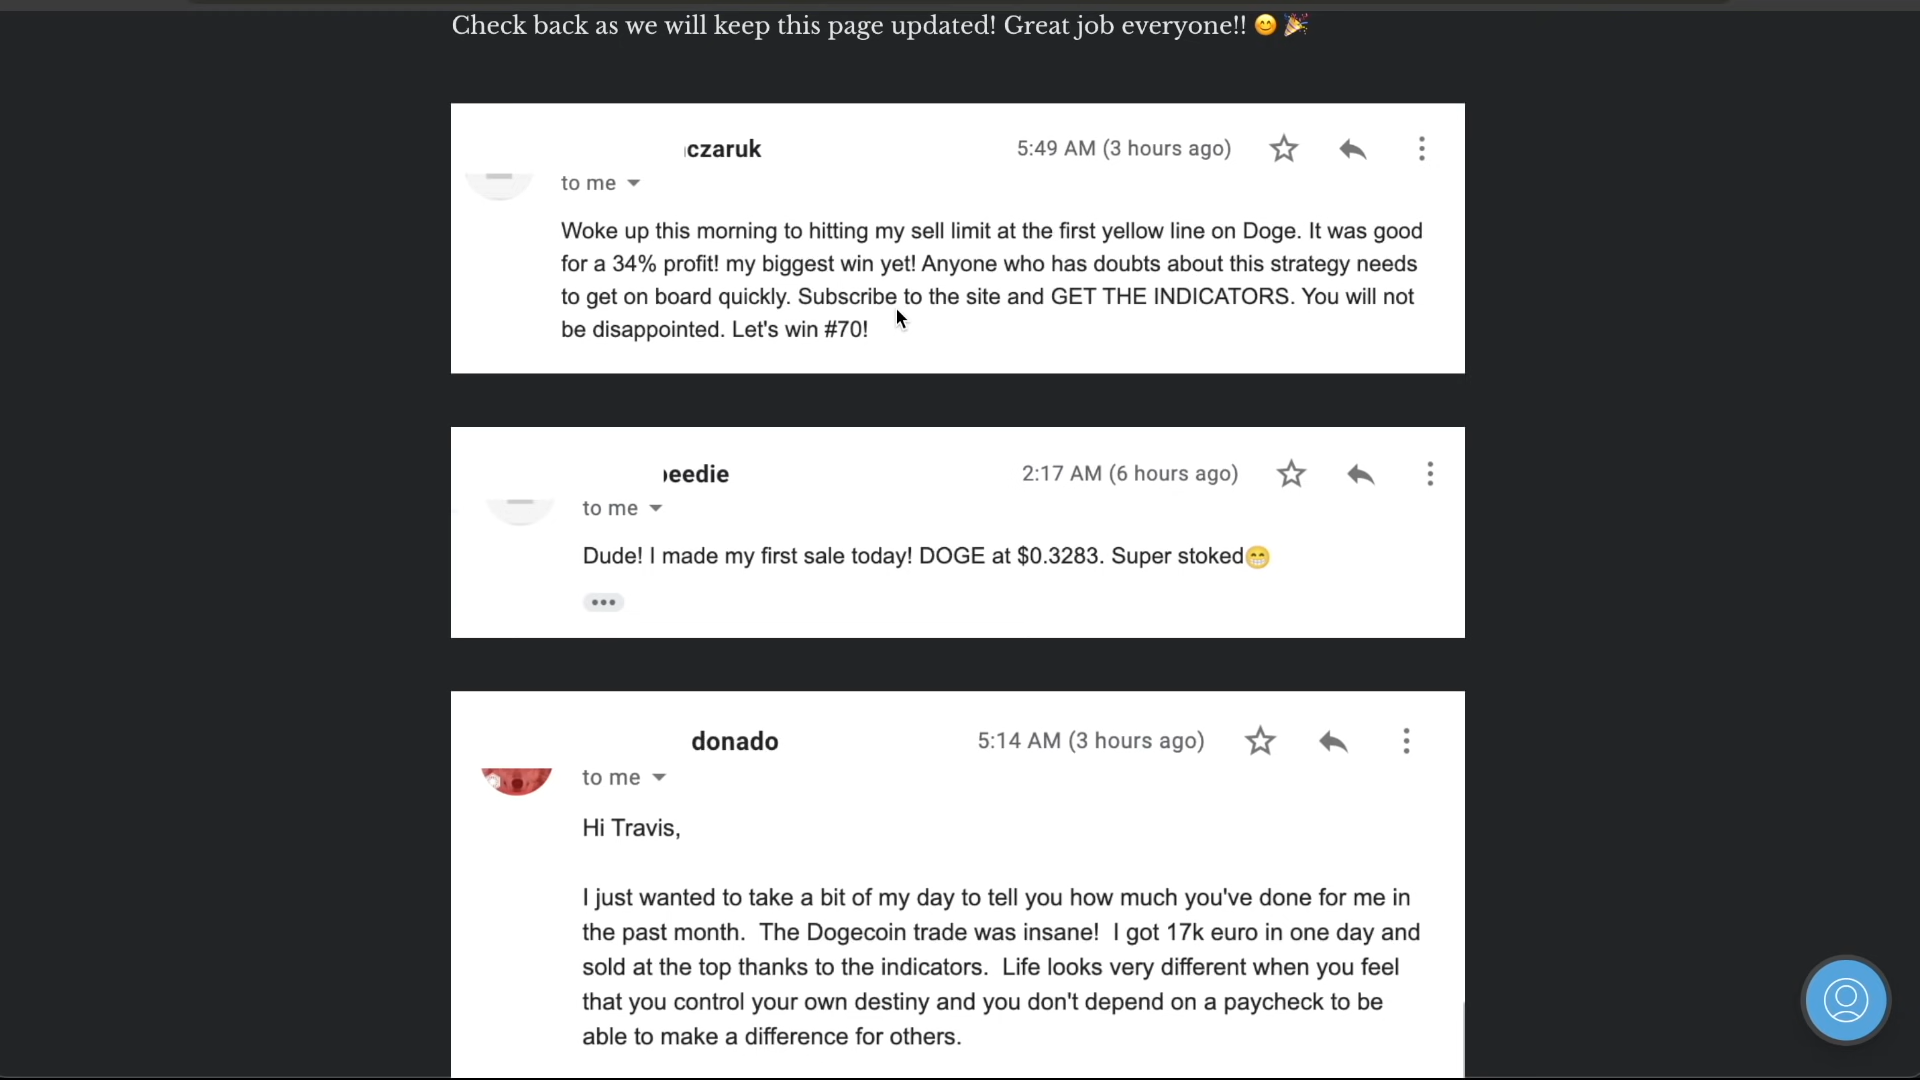 Check back as we will keep this page updated! Great job everyone!! 😊 🎉
czaruk
5:49 AM (3 hours ago)
to me
Woke up this morning to hitting my sell limit at the first yellow line on Doge. It was good
for a 34% profit! my biggest win yet! Anyone who has doubts about this strategy needs
to get on board quickly. Subscribe to the site and GET THE INDICATORS. You will not
be disappointed. Let's win #70!
eedie
2:17 AM (6 hours ago)
to me
Dude! I made my first sale today! DOGE at $0.3283. Super stoked😁
•••
donado
5:14 AM (3 hours ago)
to me
Hi Travis,
I just wanted to take a bit of my day to tell you how much you've done for me in
the past month.  The Dogecoin trade was insane!  I got 17k euro in one day and
sold at the top thanks to the indicators.  Life looks very different when you feel
that you control your own destiny and you don't depend on a paycheck to be
able to make a difference for others.